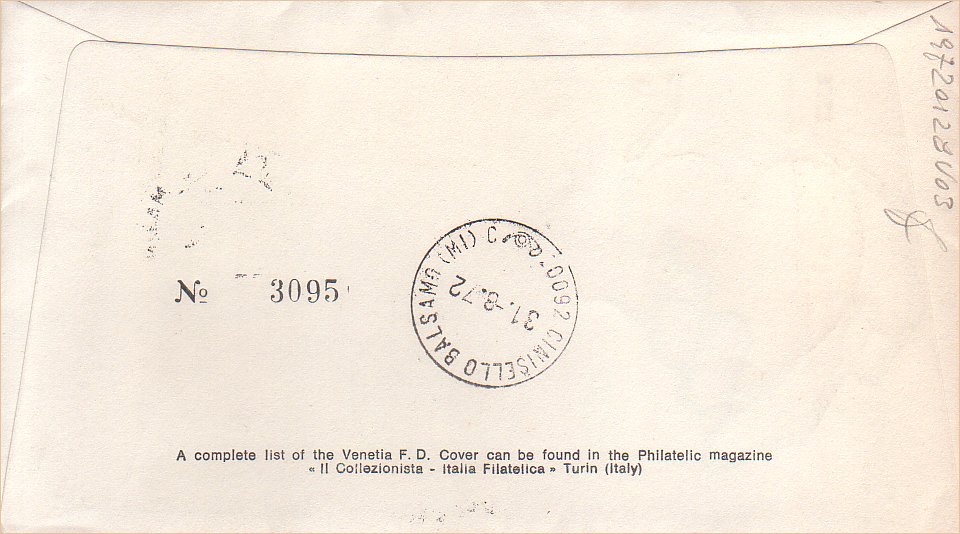 Nº 3095
20092 CINISELLO BALSAMO (MI) C.
31.-8.72
A complete list of the Venetia F. D. Cover can be found in the Philatelic magazine
« Il Collezionista - Italia Filatelica » Turin (Italy)